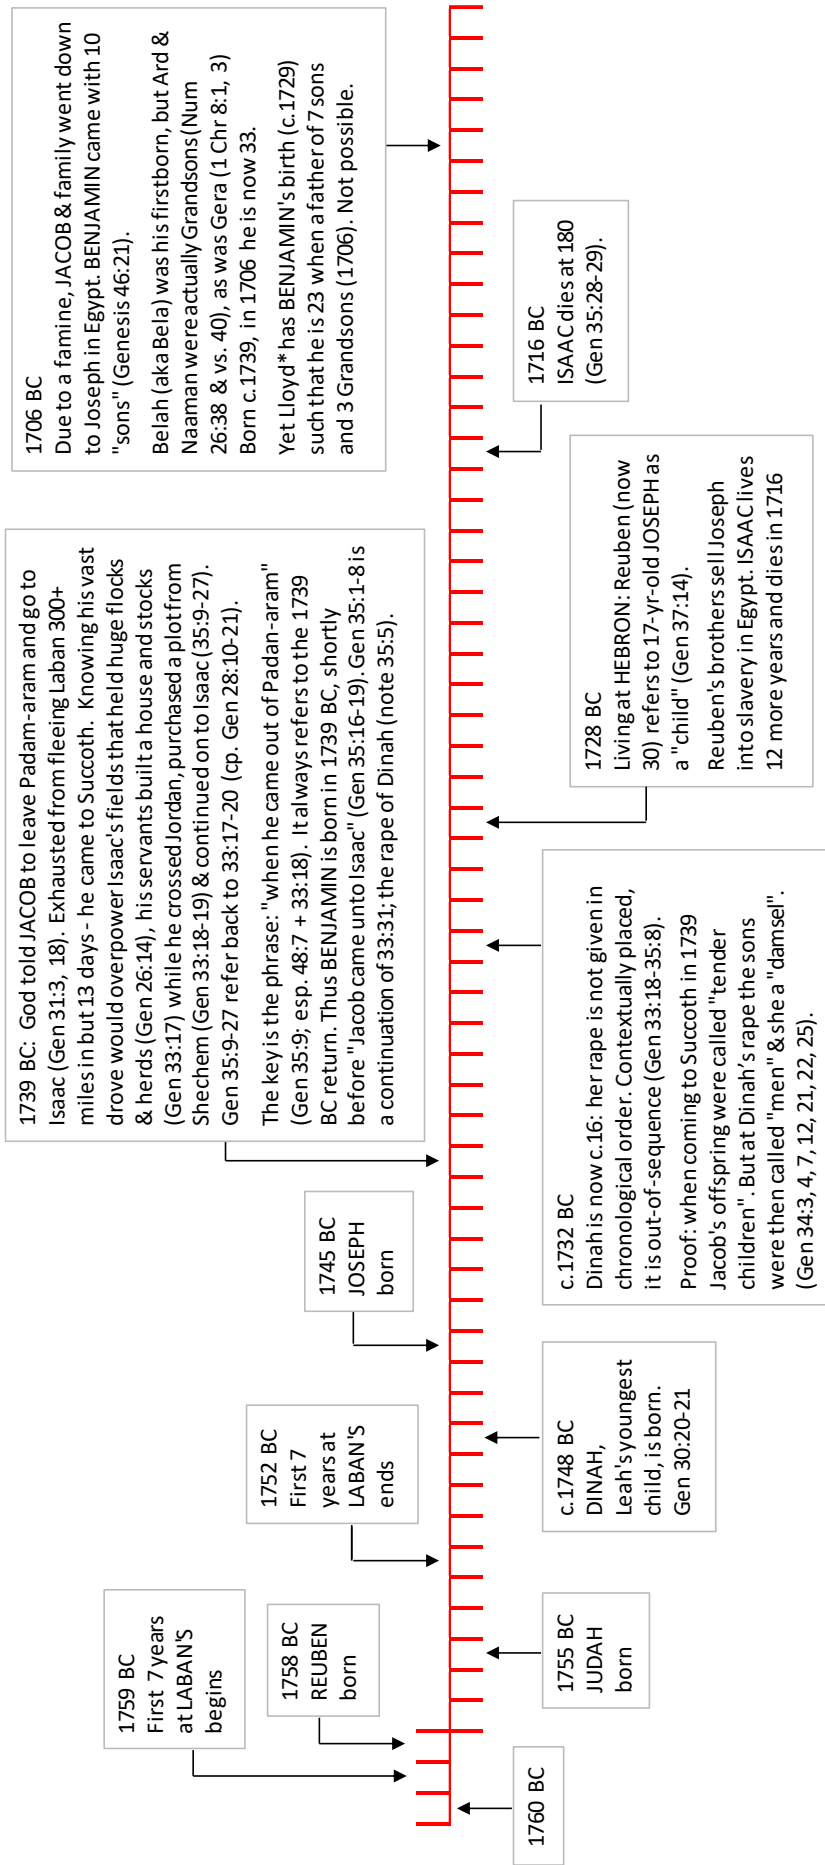 1759 BC
First 7 years
at LABAN'S
begins
1758 BC
REUBEN
born
1752 BC
First 7
years at
LABAN'S
ends
1745 BC
JOSEPH
born
1739 BC:  God told JACOB to leave Padam-aram and go to
Isaac (Gen 31:3, 18).  Exhausted from fleeing Laban 300+
miles in but 13 days - he came to Succoth.  Knowing his vast
drove would overpower Isaac's fields that held huge flocks
& herds (Gen 26:14), his servants built a house and stocks
(Gen 33:17) while he crossed Jordan, purchased a plot from
Shechem (Gen 33:18-19) & continued on to Isaac (35:9-27).
Gen 35:9-27 refer back to 33:17-20 (cp. Gen 28:10-21).
The key is the phrase: "when he came out of Padan-aram"
(Gen 35:9; esp. 48:7 + 33:18).  It always refers to the 1739
BC return. Thus BENJAMIN is born in 1739 BC, shortly
before "Jacob came unto Isaac" (Gen 35:16-19). Gen 35:1-8 is
a continuation of 33:31; the rape of Dinah (note 35:5).
1706 BC
Due to a famine, JACOB & family went down
to Joseph in Egypt. BENJAMIN came with 10
"sons" (Genesis 46:21).
Belah (aka Bela) was his firstborn, but Ard &
Naaman were actually Grandsons (Num
26:38 & vs. 40), as was Gera (1 Chr 8:1, 3)
Born c.1739, in 1706 he is now 33.
Yet Lloyd* has BENJAMIN's birth (c.1729)
such that he is 23 when a father of 7 sons
and 3 Grandsons (1706). Not possible.
1760 BC
1755 BC
JUDAH
born
c.1748 BC
DINAH,
Leah's youngest
child, is born.
Gen 30:20-21
c.1732 BC
Dinah is now c.16: her rape is not given in
chronological order. Contextually placed,
it is out-of-sequence (Gen 33:18-35:8).
Proof: when coming to Succoth in 1739
Jacob's offspring were called "tender
children". But at Dinah's rape the sons
were then called "men" & she a "damsel".
(Gen 34:3, 4, 7, 12, 21, 22, 25).
1728 BC
Living at HEBRON: Reuben (now
30) refers to 17-yr-old JOSEPH as
a "child" (Gen 37:14).
Reuben's brothers sell Joseph
into slavery in Egypt. ISAAC lives
12 more years and dies in 1716
1716 BC
ISAAC dies at 180
(Gen 35:28-29).